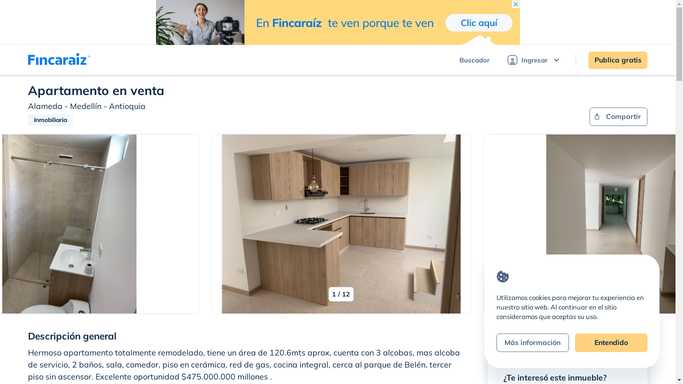 En Fincaraíz te ven porque te ven
Clic aquí
Fincaraíz
Buscador
Ingresar
Publica gratis
Apartamento en venta
Alameda - Medellín - Antioquia
Inmobiliaria
Compartir
1 / 12
Utilizamos cookies para mejorar tu experiencia en
nuestro sitio web. Al continuar en el sitio
consideramos que aceptas su uso.
Más información
Entendido
Descripción general
Hermoso apartamento totalmente remodelado, tiene un área de 120.6mts aprox, cuenta con 3 alcobas, mas alcoba
de servicio, 2 baños, sala, comedor, piso en cerámica, red de gas, cocina integral, cerca al parque de Belén, tercer
piso sin ascensor. Excelente oportunidad $475.000.000 millones .
¿Te interesó este inmueble?